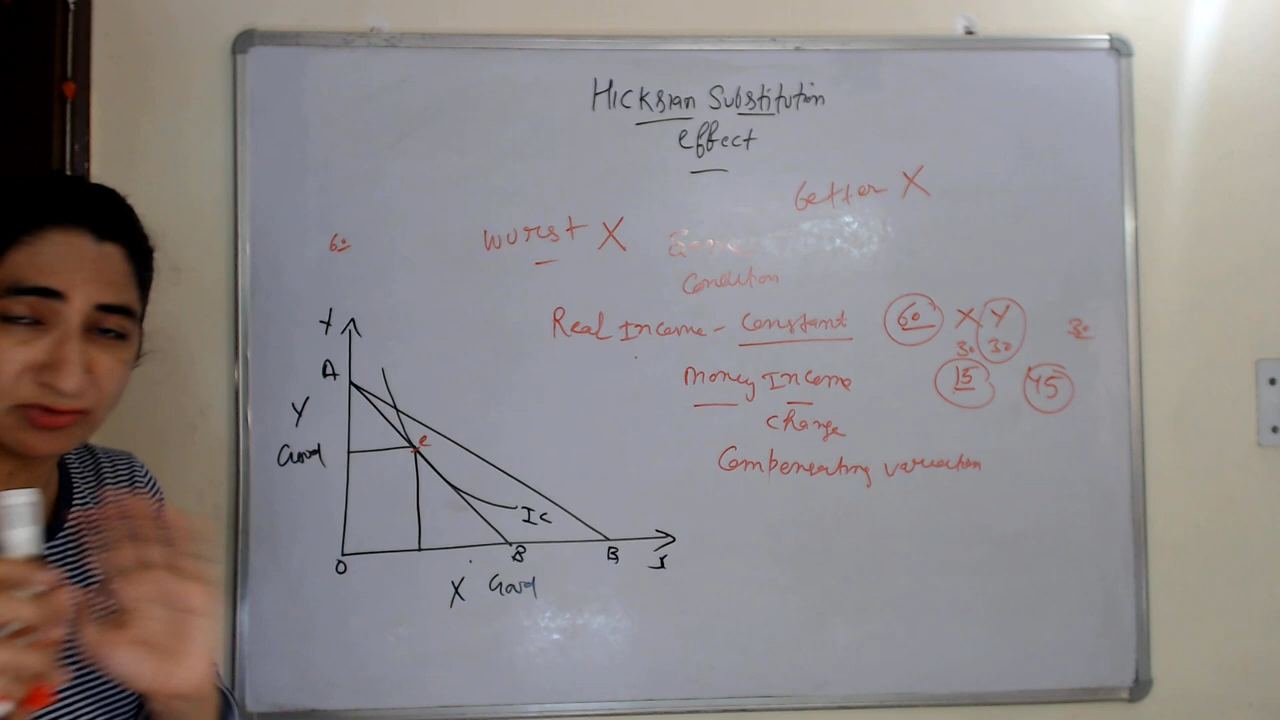 Hicksian Substitution
effect
better X
worst X
Condition
60
Real Income - Constant
60 X Y
30 30
30
Money Income
15 45
change
Compensating variation
Y
A
Y
Good
e
IC
O
B
B
X
X Good